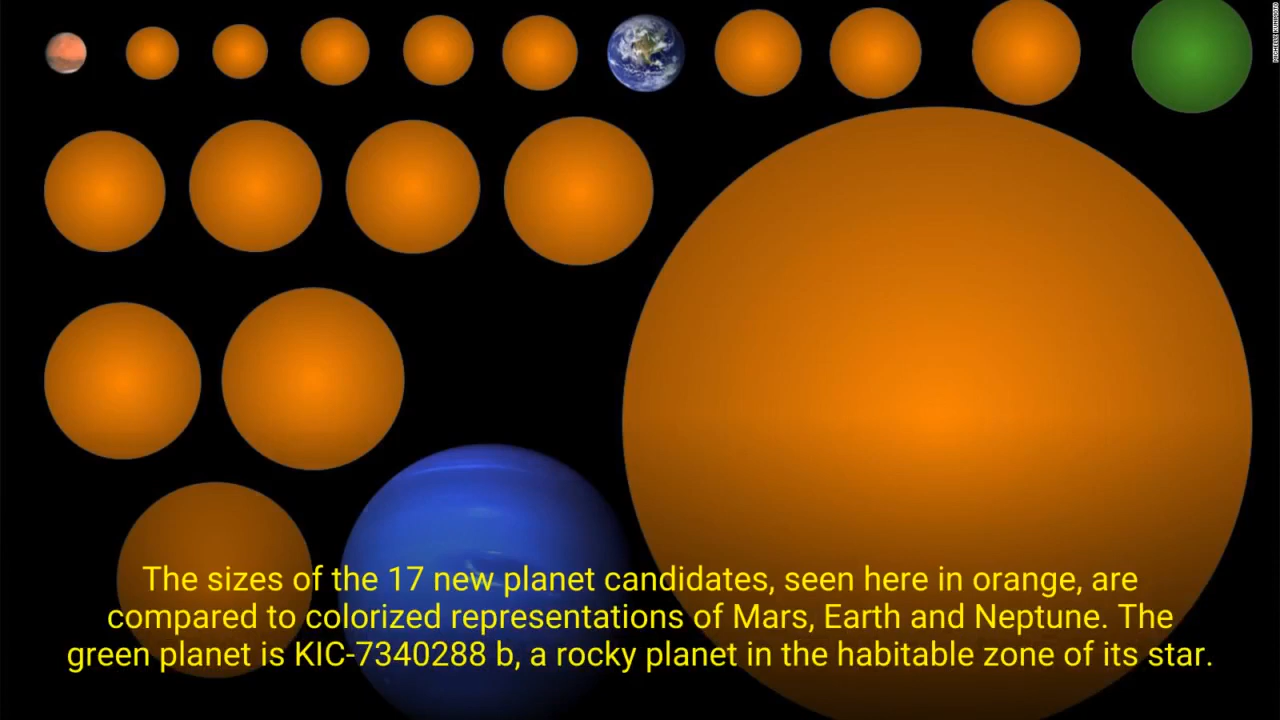 The sizes of the 17 new planet candidates, seen here in orange, are
compared to colorized representations of Mars, Earth and Neptune. The
green planet is KIC-7340288 b, a rocky planet in the habitable zone of its star.